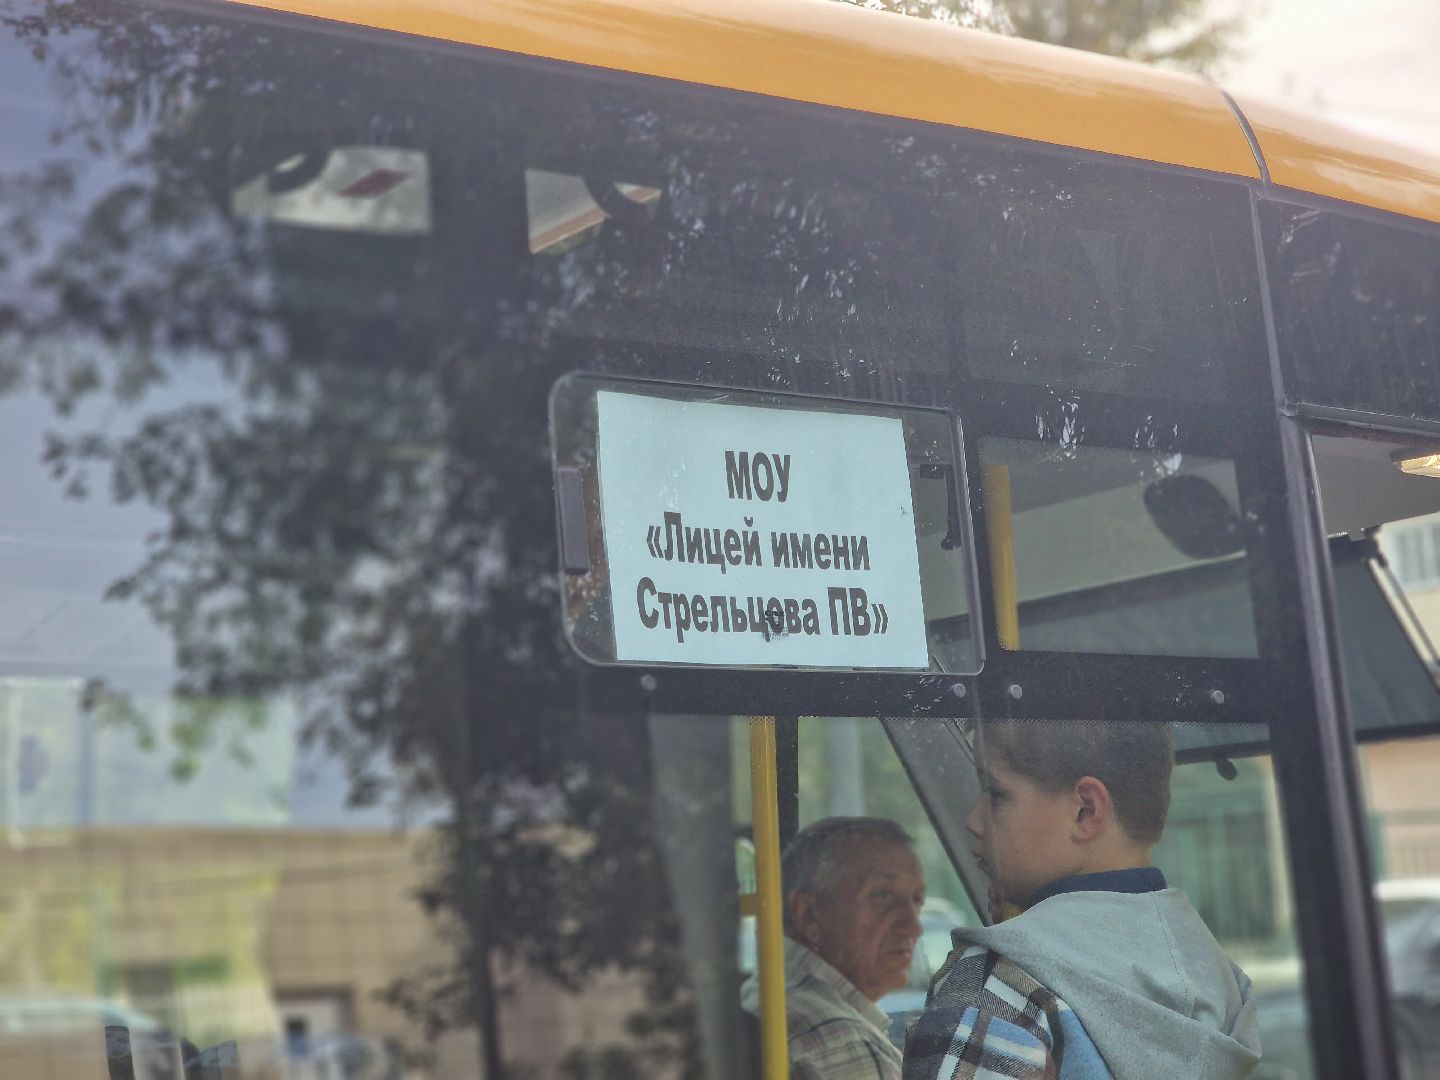 МОУ
«Лицей имени
Стрельцова ПВ»